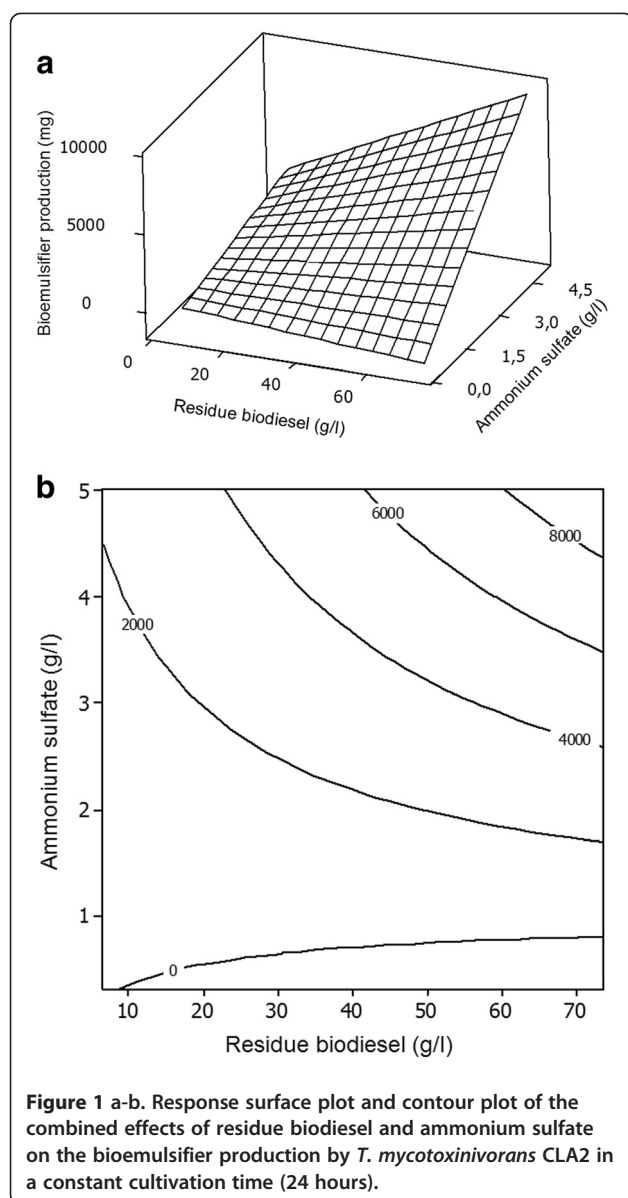 a
Bioemulsifier production (mg)
10000
5000
0
0
20
40
60
Residue biodiesel (g/l)
0,0
1,5
3,0
4,5
Ammonium sulfate (g/l)
b
Ammonium sulfate (g/l)
5
4
3
2
1
2000
6000
8000
4000
0
10 20 30 40 50 60 70
Residue biodiesel (g/l)
Figure 1 a-b. Response surface plot and contour plot of the
combined effects of residue biodiesel and ammonium sulfate
on the bioemulsifier production by T. mycotoxinivorans CLA2 in
a constant cultivation time (24 hours).